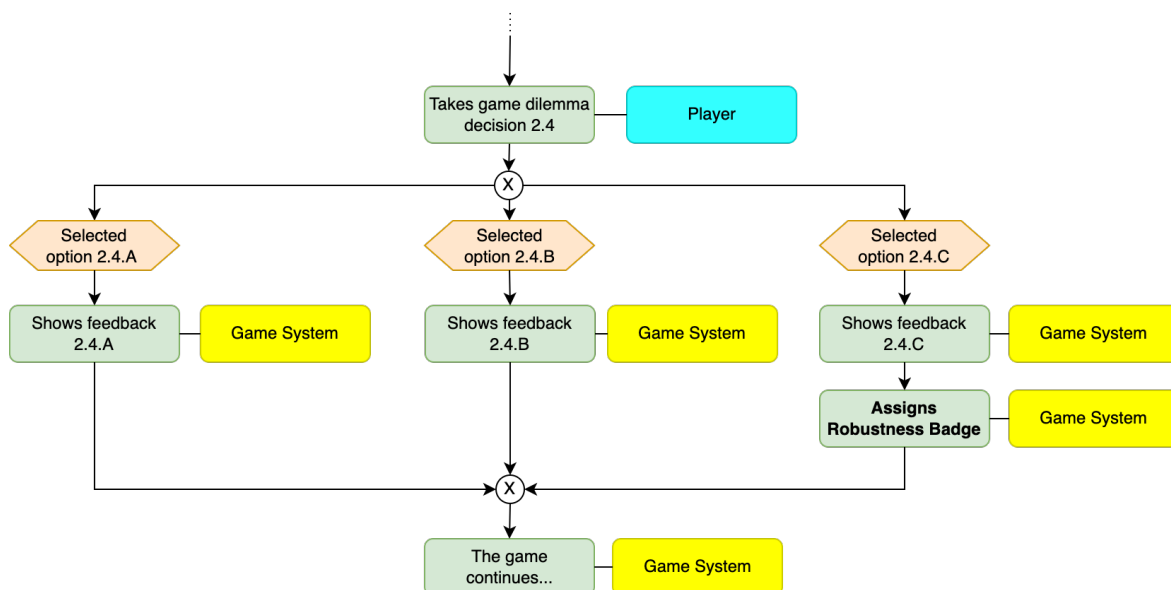 Takes game dilemma
decision 2.4
Player
X
Selected
option 2.4.A
Selected
option 2.4.B
Selected
option 2.4.C
Shows feedback
2.4.A
Game System
Shows feedback
2.4.B
Game System
Shows feedback
2.4.C
Game System
Assigns
Robustness Badge
Game System
X
The game
continues...
Game System